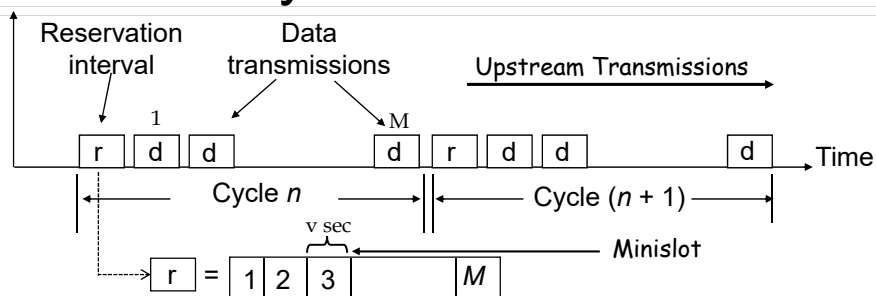 Reservation
interval
Data
transmissions
Upstream Transmissions
1
M
r d d d r d d d
Time
Cycle n
Cycle (n + 1)
v sec
Minislot
r = 1 2 3 M